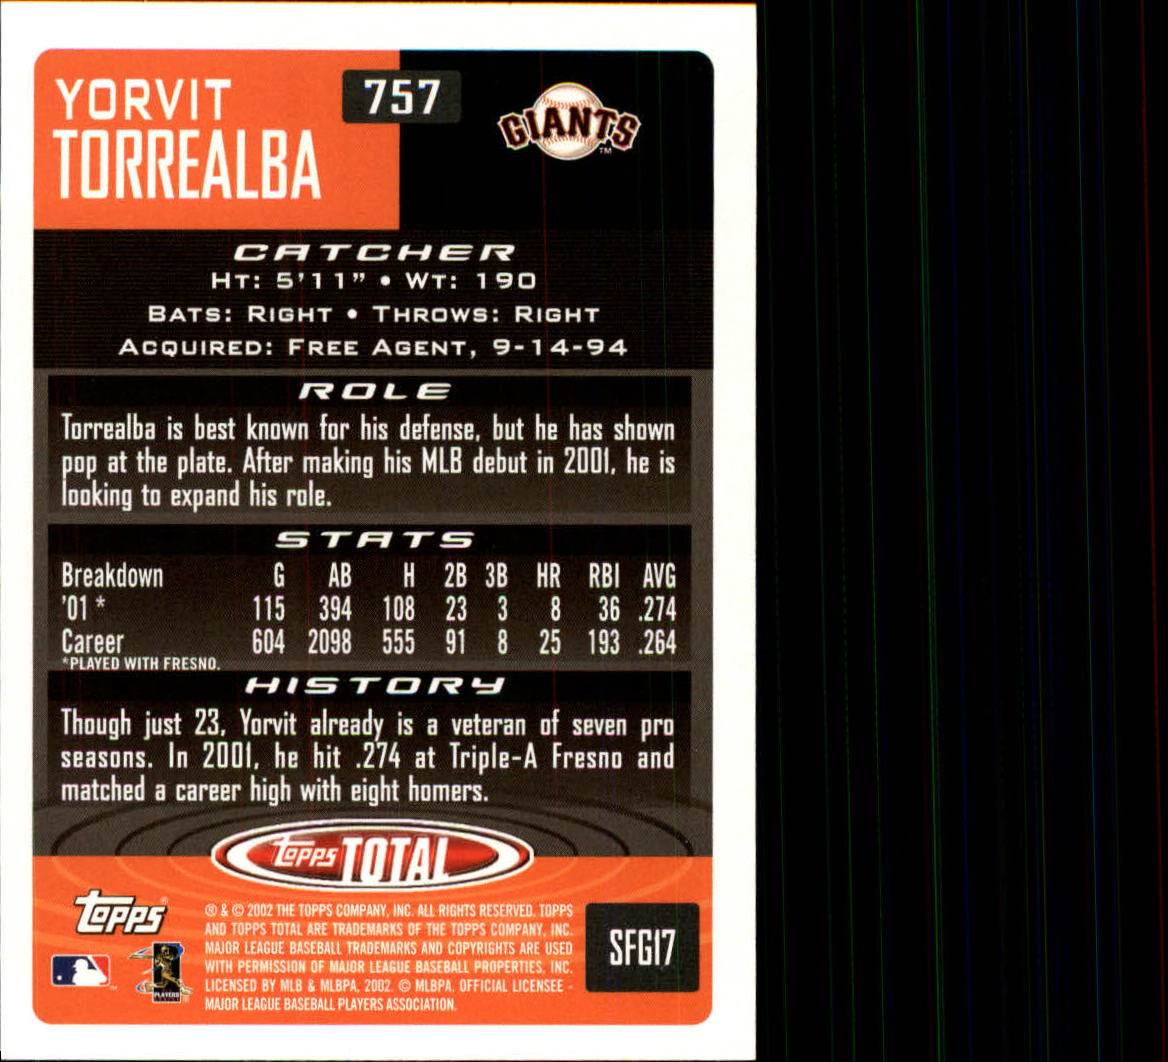 YORVIT
TORREALBA
757
GIANTS
TM
CATCHER
HT: 5'11" • WT: 190
BATS: RIGHT • THROWS: RIGHT
ACQUIRED: FREE AGENT, 9-14-94
ROLE
Torrealba is best known for his defense, but he has shown
pop at the plate. After making his MLB debut in 2001, he is
looking to expand his role.
STATS
Breakdown G AB H 2B 3B HR RBI AVG
'01 * 115 394 108 23 3 8 36 .274
Career 604 2098 555 91 8 25 193 .264
*PLAYED WITH FRESNO.
HISTORY
Though just 23, Yorvit already is a veteran of seven pro
seasons. In 2001, he hit .274 at Triple-A Fresno and
matched a career high with eight homers.
Topps TOTAL
Topps®
® & © 2002 THE TOPPS COMPANY, INC. ALL RIGHTS RESERVED. TOPPS
AND TOPPS TOTAL ARE TRADEMARKS OF THE TOPPS COMPANY, INC.
MAJOR LEAGUE BASEBALL TRADEMARKS AND COPYRIGHTS ARE USED
WITH PERMISSION OF MAJOR LEAGUE BASEBALL PROPERTIES, INC.
LICENSED BY MLB & MLBPA, 2002. © MLBPA. OFFICIAL LICENSEE -
MAJOR LEAGUE BASEBALL PLAYERS ASSOCIATION.
PLAYERS
SFG17